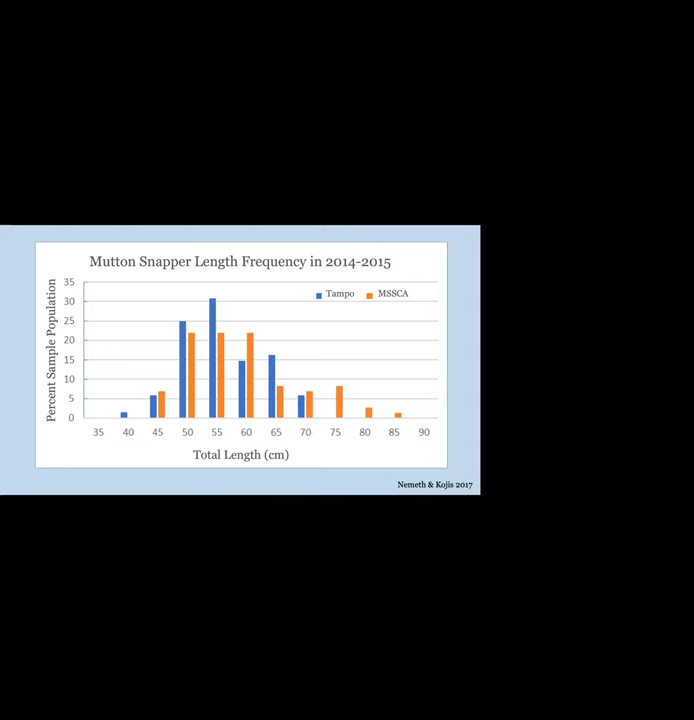 Mutton Snapper Length Frequency in 2014-2015
Percent Sample Population
35
30
25
20
15
10
5
0
Tampo MSSCA
35 40 45 50 55 60 65 70 75 80 85 90
Total Length (cm)
Nemeth & Kojis 2017